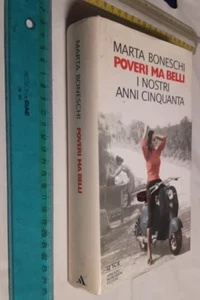 MARTA BONESCHI
POVERI MA BELLI
I NOSTRI
ANNI CINQUANTA
MARTA BONESCHI
POVERI MA BELLI